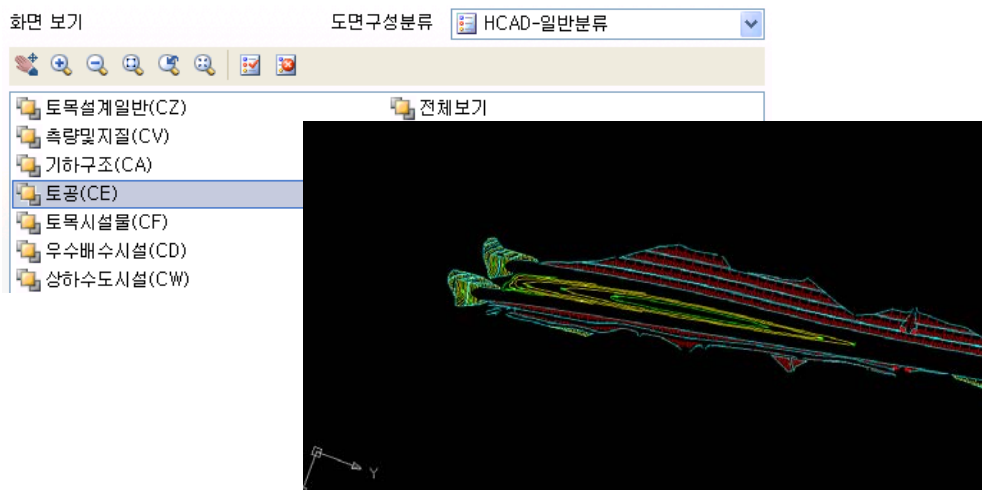 화면 보기
도면구성분류 HCAD-일반분류
토목설계일반(CZ) 전체보기
측량및지질(CV)
기하구조(CA)
토공(CE)
토목시설물(CF)
우수배수시설(CD)
상하수도시설(CW)
Y